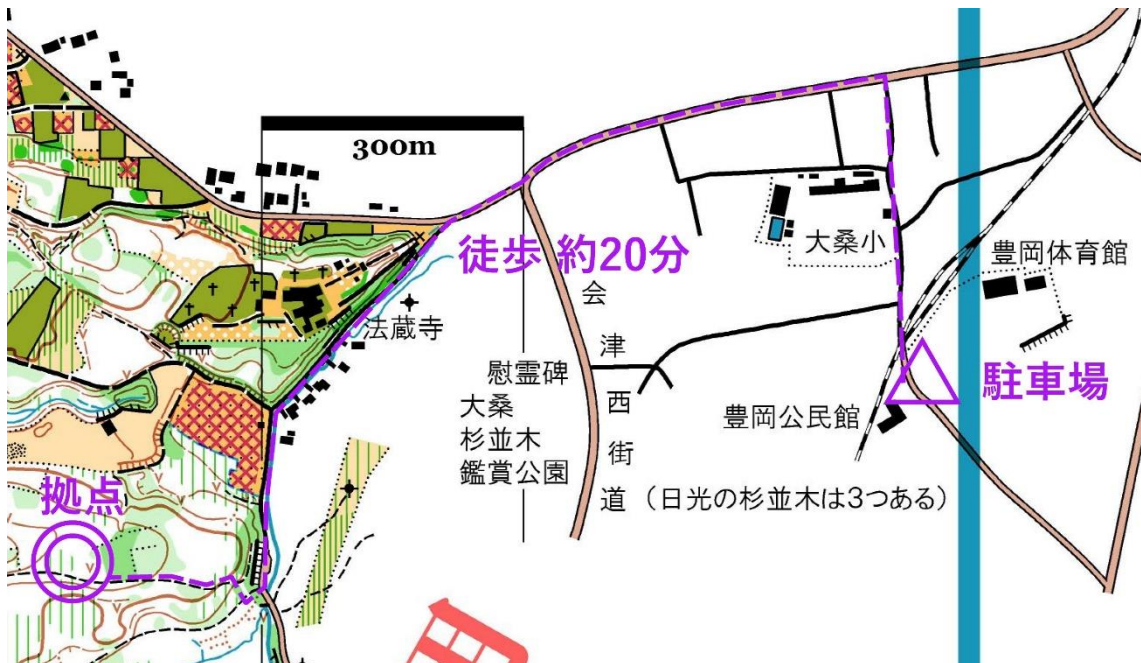 300m
徒歩 約20分
大桑小
豊岡体育館
法蔵寺
会津西街道
(日光の杉並木は3つある)
慰霊碑
大桑
杉並木
鑑賞公園
豊岡公民館
駐車場
拠点